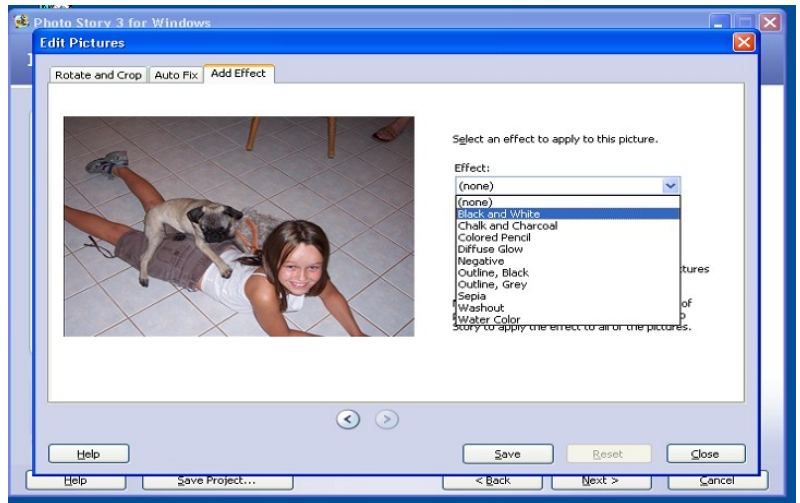 Photo Story 3 for Windows
Edit Pictures
Rotate and Crop Auto Fix Add Effect
Select an effect to apply to this picture.
Effect:
(none)
(none)
Black and White
Chalk and Charcoal
Colored Pencil
Diffuse Glow
Negative
Outline, Black
Outline, Grey
Sepia
Washout
Water Color
of
Story to apply the effect to all of the pictures.
Help Save Reset Close
Help Save Project... < Back Next > Cancel